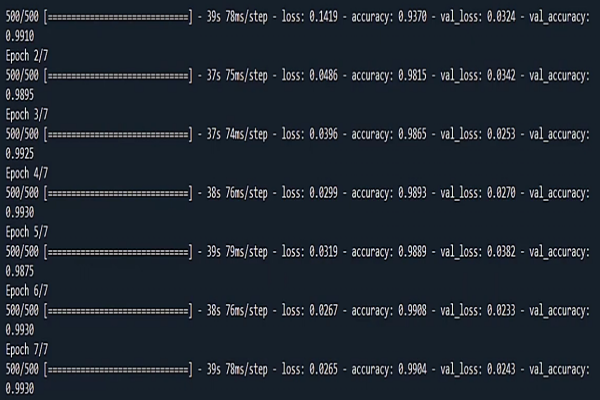 500/500 [==============================] - 39s 78ms/step - loss: 0.1419 - accuracy: 0.9370 - val_loss: 0.0324 - val_accuracy:
0.9910
Epoch 2/7
500/500 [==============================] - 37s 75ms/step - loss: 0.0486 - accuracy: 0.9815 - val_loss: 0.0342 - val_accuracy:
0.9895
Epoch 3/7
500/500 [==============================] - 37s 74ms/step - loss: 0.0396 - accuracy: 0.9865 - val_loss: 0.0253 - val_accuracy:
0.9925
Epoch 4/7
500/500 [==============================] - 38s 76ms/step - loss: 0.0299 - accuracy: 0.9893 - val_loss: 0.0270 - val_accuracy:
0.9930
Epoch 5/7
500/500 [==============================] - 39s 79ms/step - loss: 0.0319 - accuracy: 0.9889 - val_loss: 0.0382 - val_accuracy:
0.9875
Epoch 6/7
500/500 [==============================] - 38s 76ms/step - loss: 0.0267 - accuracy: 0.9908 - val_loss: 0.0233 - val_accuracy:
0.9930
Epoch 7/7
500/500 [==============================] - 39s 78ms/step - loss: 0.0265 - accuracy: 0.9904 - val_loss: 0.0243 - val_accuracy:
0.9930